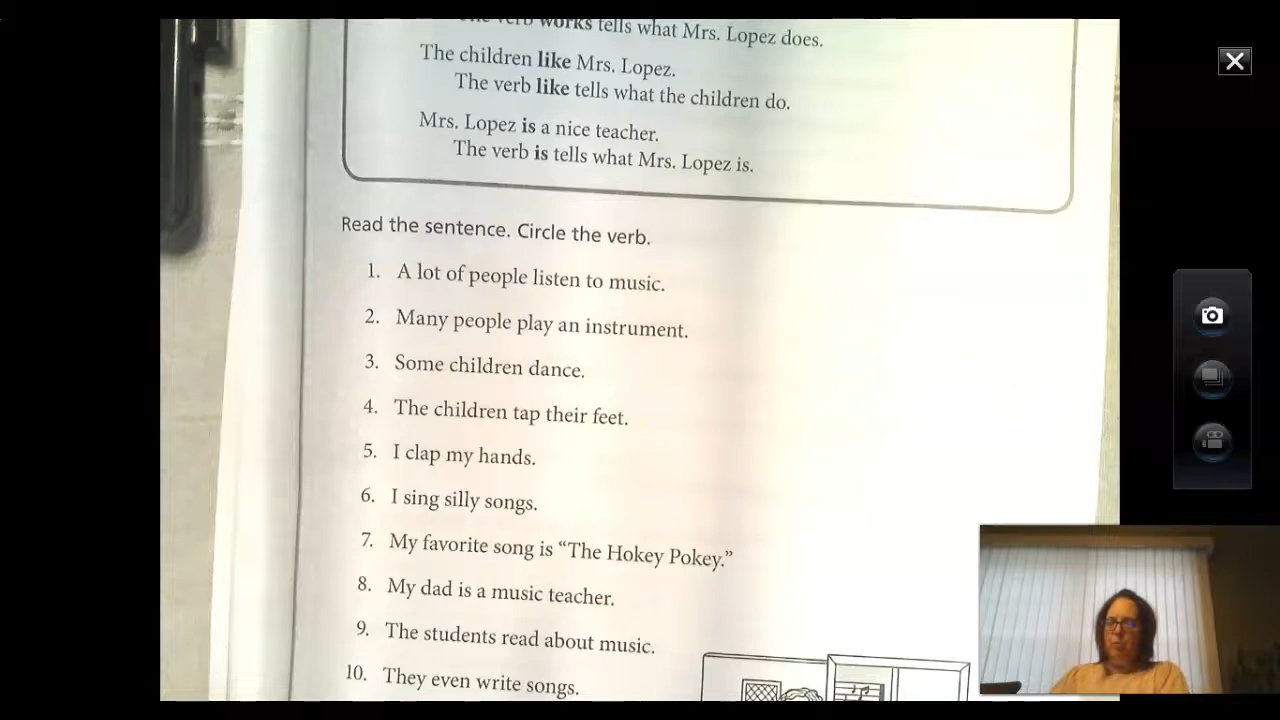 The verb works tells what Mrs. Lopez does.
The children like Mrs. Lopez.
The verb like tells what the children do.
Mrs. Lopez is a nice teacher.
The verb is tells what Mrs. Lopez is.
Read the sentence. Circle the verb.
1. A lot of people listen to music.
2. Many people play an instrument.
3. Some children dance.
4. The children tap their feet.
5. I clap my hands.
6. I sing silly songs.
7. My favorite song is “The Hokey Pokey.”
8. My dad is a music teacher.
9. The students read about music.
10. They even write songs.